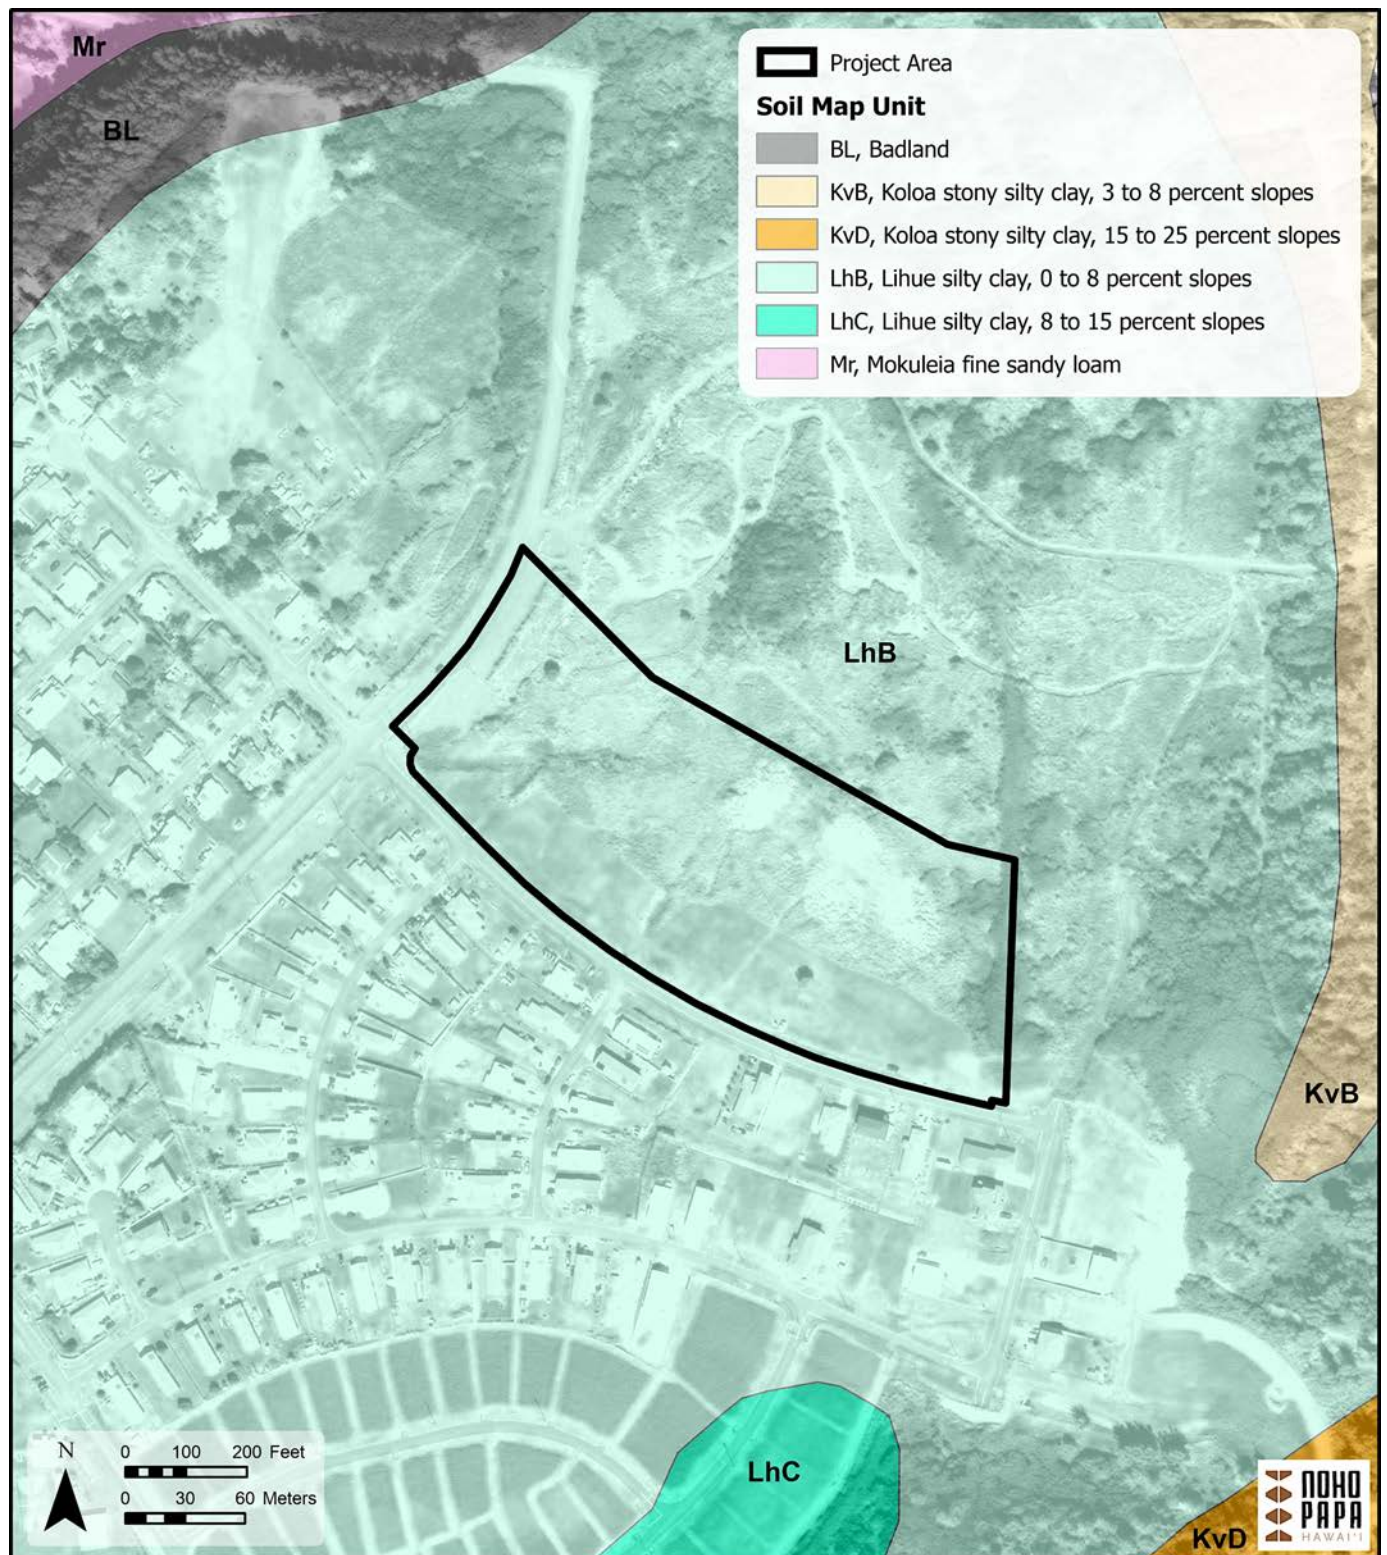 Mr
BL
Project Area
Soil Map Unit
BL, Badland
KvB, Koloa stony silty clay, 3 to 8 percent slopes
KvD, Koloa stony silty clay, 15 to 25 percent slopes
LhB, Lihue silty clay, 0 to 8 percent slopes
LhC, Lihue silty clay, 8 to 15 percent slopes
Mr, Mokuleia fine sandy loam
LhB
KvB
LhC
KvD
N
0 100 200 Feet
0 30 60 Meters
NOHO
PAPA
HAWAI'I